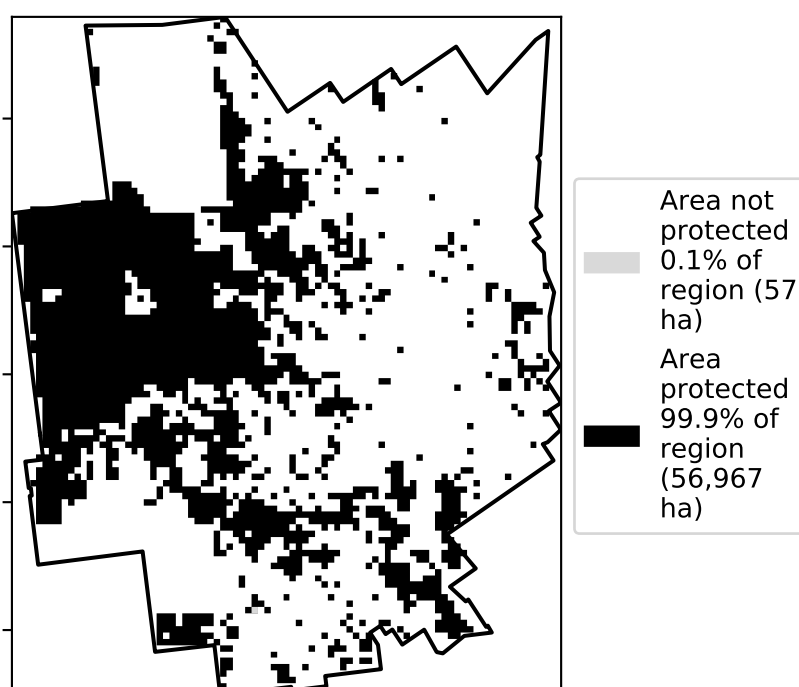 Area not
protected
0.1% of
region (57
ha)
Area
protected
99.9% of
region
(56,967
ha)